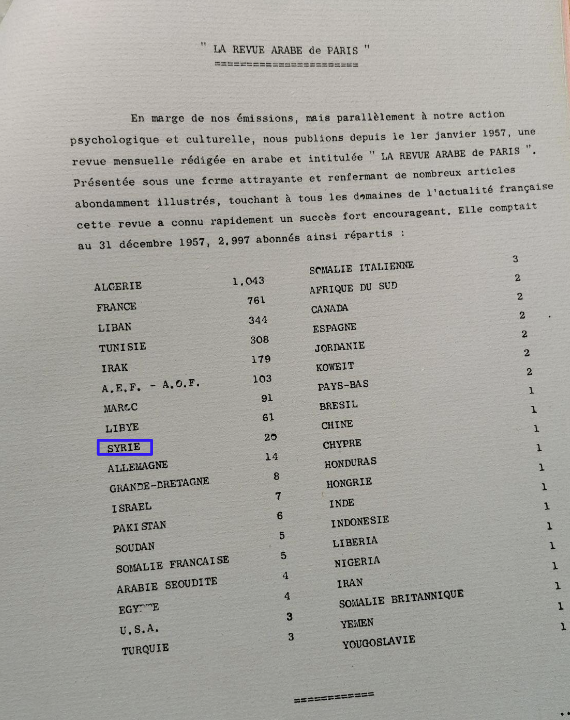 " LA REVUE ARABE de PARIS "
=======================
En marge de nos émissions, mais parallèlement à notre action
psychologique et culturelle, nous publions depuis le 1er janvier 1957, une
revue mensuelle rédigée en arabe et intitulée " LA REVUE ARABE de PARIS ".
Présentée sous une forme attrayante et renfermant de nombreux articles
abondamment illustrés, touchant à tous les domaines de l'actualité française
cette revue a connu rapidement un succès fort encourageant. Elle comptait
au 31 décembre 1957, 2.997 abonnés ainsi répartis :
ALGERIE 1.043
FRANCE 761
LIBAN 344
TUNISIE 308
IRAK 179
A.E.F. - A.O.F. 103
MAROC 91
LIBYE 61
SYRIE 20
ALLEMAGNE 14
GRANDE-BRETAGNE 8
ISRAEL 7
PAKISTAN 6
SOUDAN 5
SOMALIE FRANCAISE 5
ARABIE SEOUDITE 4
EGYPTE 4
U.S.A. 3
TURQUIE 3
SOMALIE ITALIENNE 3
AFRIQUE DU SUD 2
CANADA 2
ESPAGNE 2
JORDANIE 2
KOWEIT 2
PAYS-BAS 2
BRESIL 1
CHINE 1
CHYPRE 1
HONDURAS 1
HONGRIE 1
INDE 1
INDONESIE 1
LIBERIA 1
NIGERIA 1
IRAN 1
SOMALIE BRITANNIQUE 1
YEMEN 1
YOUGOSLAVIE 1
============